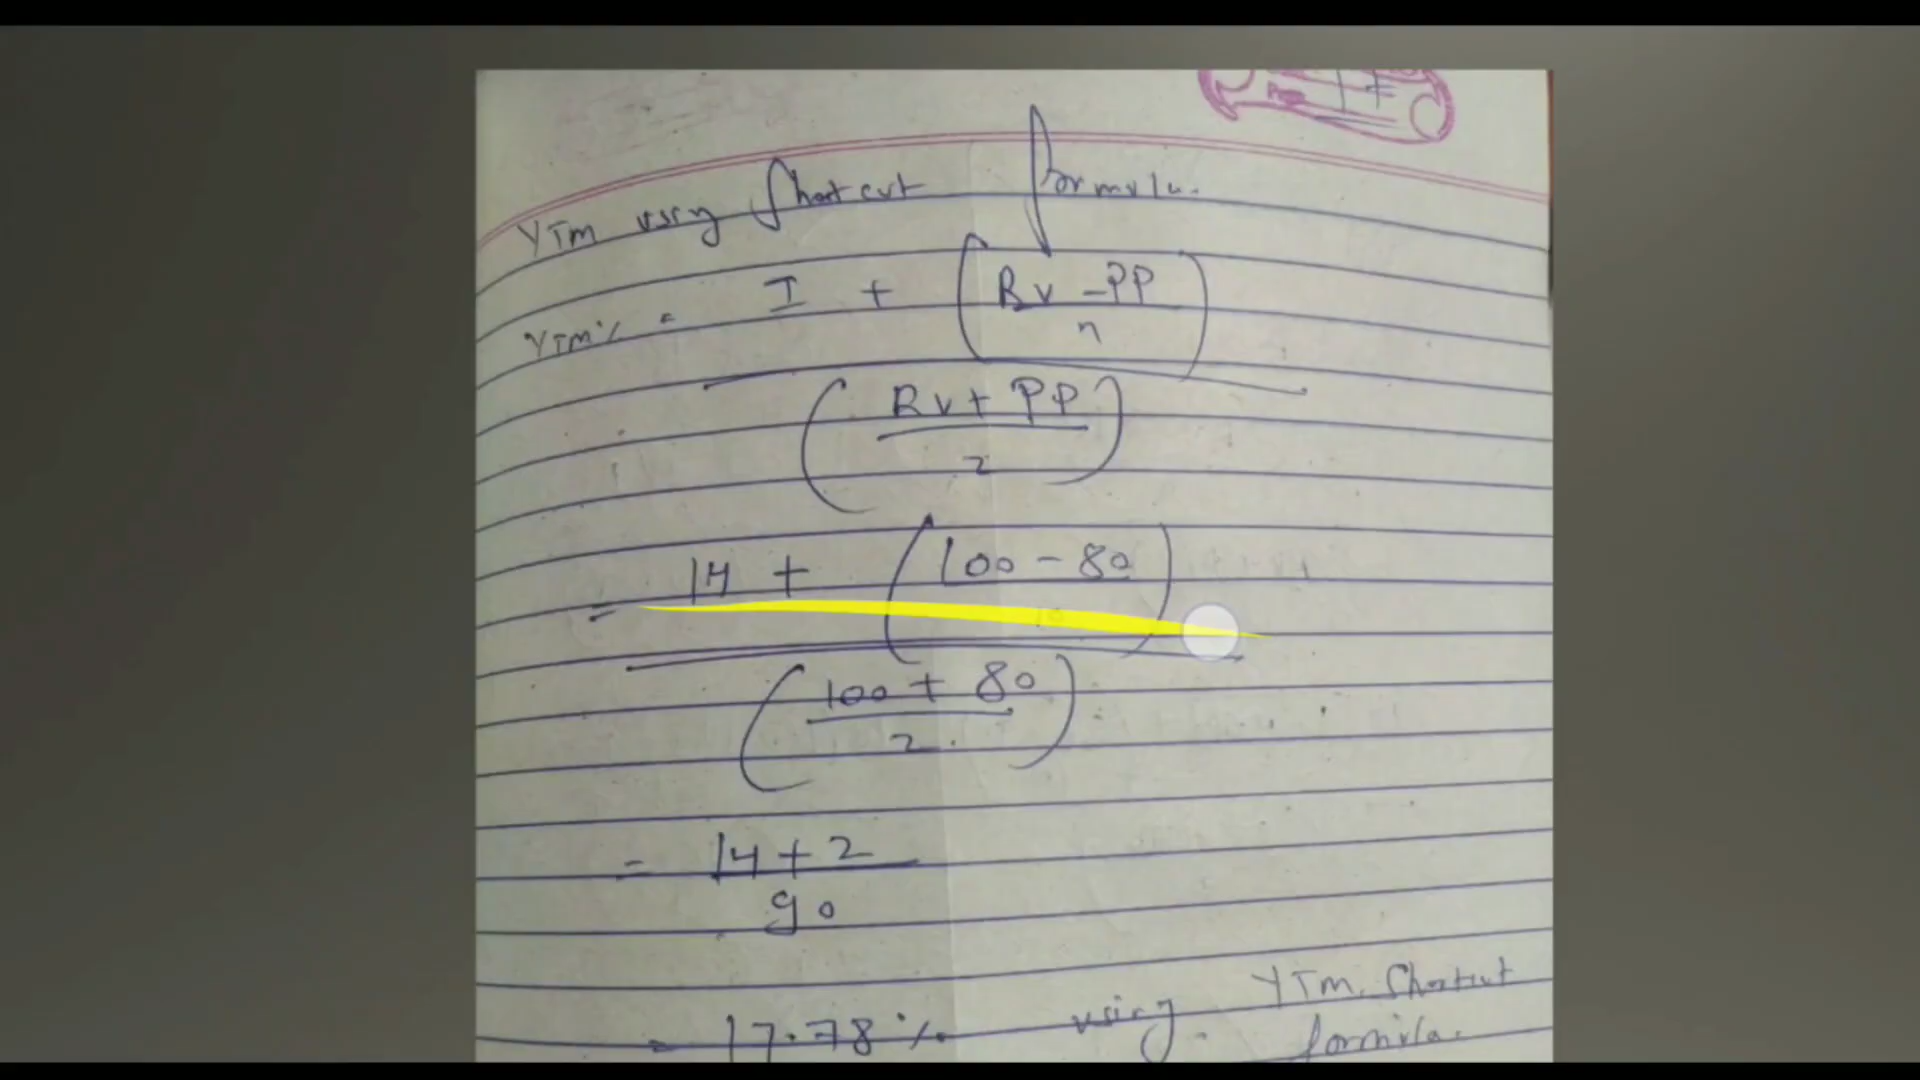 YTM using Shortcut formula.
YTM% = I + (RV - PP
n)
(RV + PP
2)
= 14 + (100 - 80
10)
(100 + 80
2)
= 14 + 2
90
= 17.78% using YTM Shortcut
formula.